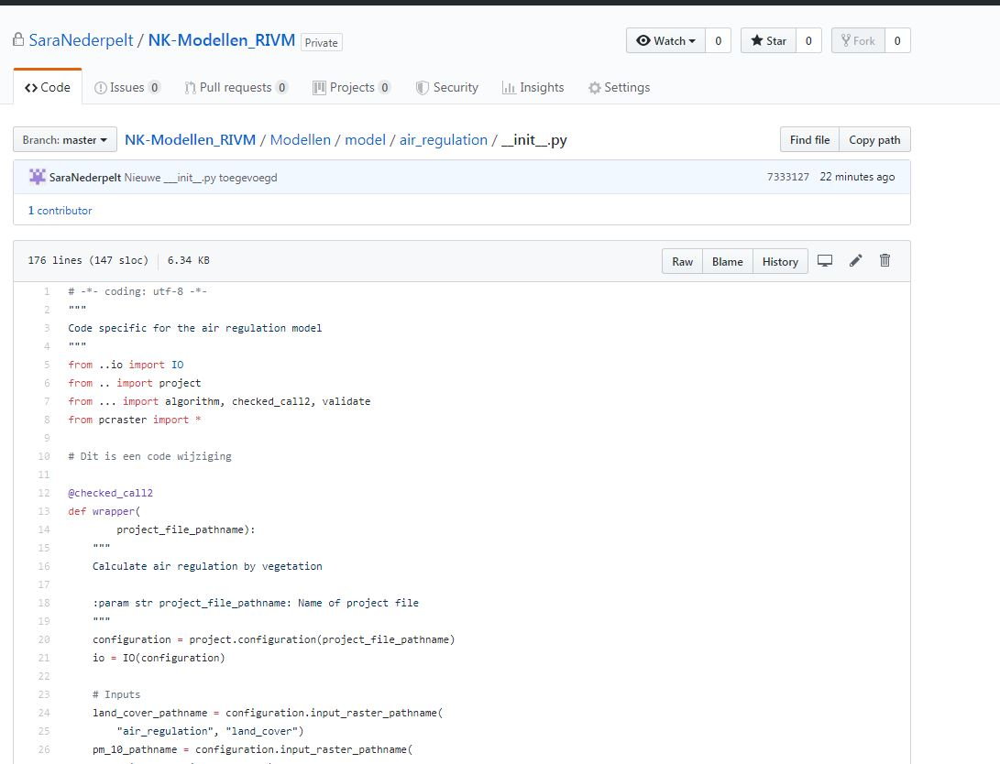 SaraNederpelt / NK-Modellen_RIVM Private
Watch 0 Star 0 Fork 0
Code Issues 0 Pull requests 0 Projects 0 Security Insights Settings
Branch: master NK-Modellen_RIVM / Modellen / model / air_regulation / __init__.py
Find file Copy path
SaraNederpelt Nieuwe __init__.py toegevoegd 7333127 22 minutes ago
1 contributor
176 lines (147 sloc) 6.34 KB Raw Blame History
1 # -*- coding: utf-8 -*-
2 """
3 Code specific for the air regulation model
4 """
5 from ..io import IO
6 from .. import project
7 from ... import algorithm, checked_call2, validate
8 from pcraster import *
9
10 # Dit is een code wijziging
11
12 @checked_call2
13 def wrapper(
14 project_file_pathname):
15 """
16 Calculate air regulation by vegetation
17
18 :param str project_file_pathname: Name of project file
19 """
20 configuration = project.configuration(project_file_pathname)
21 io = IO(configuration)
22
23 # Inputs
24 land_cover_pathname = configuration.input_raster_pathname(
25 "air_regulation", "land_cover")
26 pm_10_pathname = configuration.input_raster_pathname(